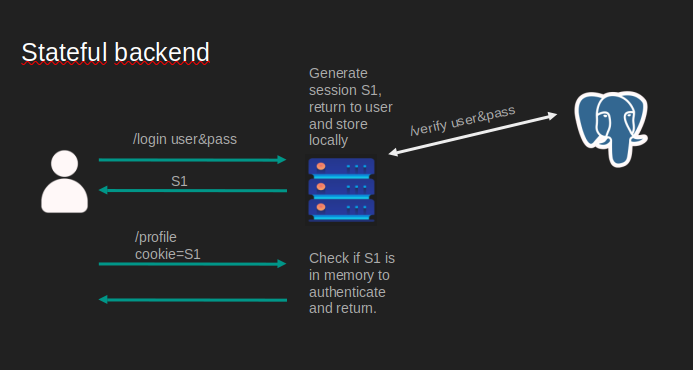 Stateful backend
Generate
session S1,
return to user
and store
locally
/login user&pass
/verify user&pass
S1
/profile
cookie=S1
Check if S1 is
in memory to
authenticate
and return.